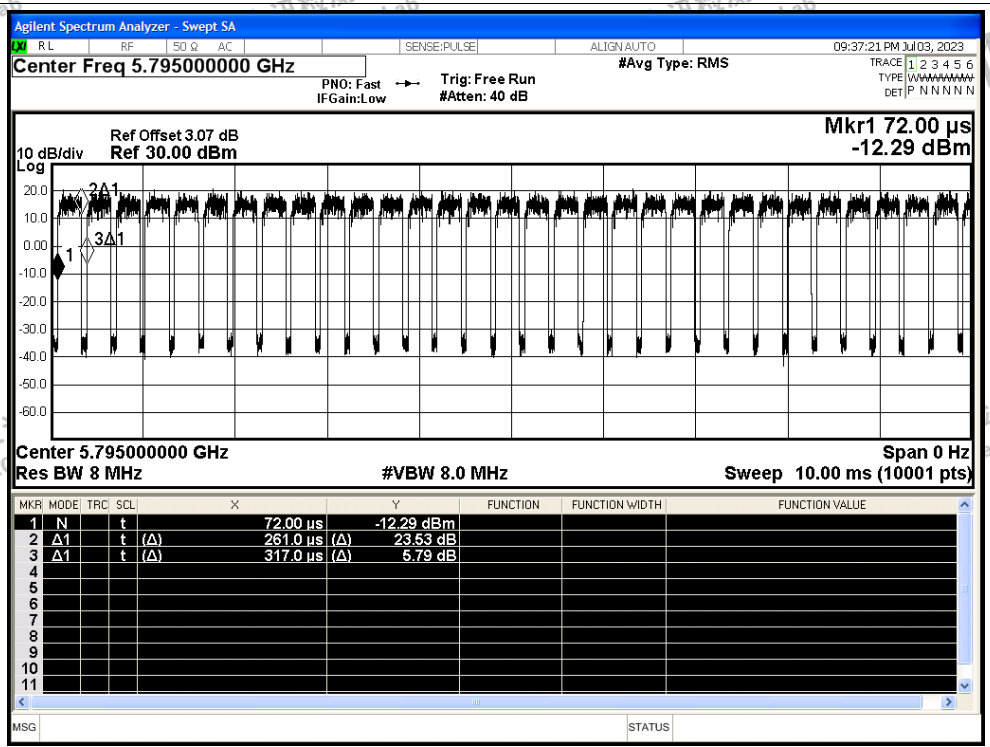 Agilent Spectrum Analyzer - Swept SA
LXI RL RF 50 Ω AC SENSE:PULSE ALIGN AUTO 09:37:21 PM Jul 03, 2023
Center Freq 5.795000000 GHz #Avg Type: RMS TRACE 1 2 3 4 5 6
PNO: Fast Trig: Free Run TYPE WWWWWW
IFGain:Low #Atten: 40 dB DET P N N N N N
Mkr1 72.00 µs
Ref Offset 3.07 dB
10 dB/div Ref 30.00 dBm -12.29 dBm
Log
20.0
2Δ1
10.0
0.00
3Δ1
1
-10.0
-20.0
-30.0
-40.0
-50.0
-60.0
Center 5.795000000 GHz Span 0 Hz
Res BW 8 MHz #VBW 8.0 MHz Sweep 10.00 ms (10001 pts)
MKR MODE TRC SCL X Y FUNCTION FUNCTION WIDTH FUNCTION VALUE
1 N t 72.00 µs -12.29 dBm
2 Δ1 t (Δ) 261.0 µs (Δ) 23.53 dB
3 Δ1 t (Δ) 317.0 µs (Δ) 5.79 dB
4
5
6
7
8
9
10
11
MSG STATUS